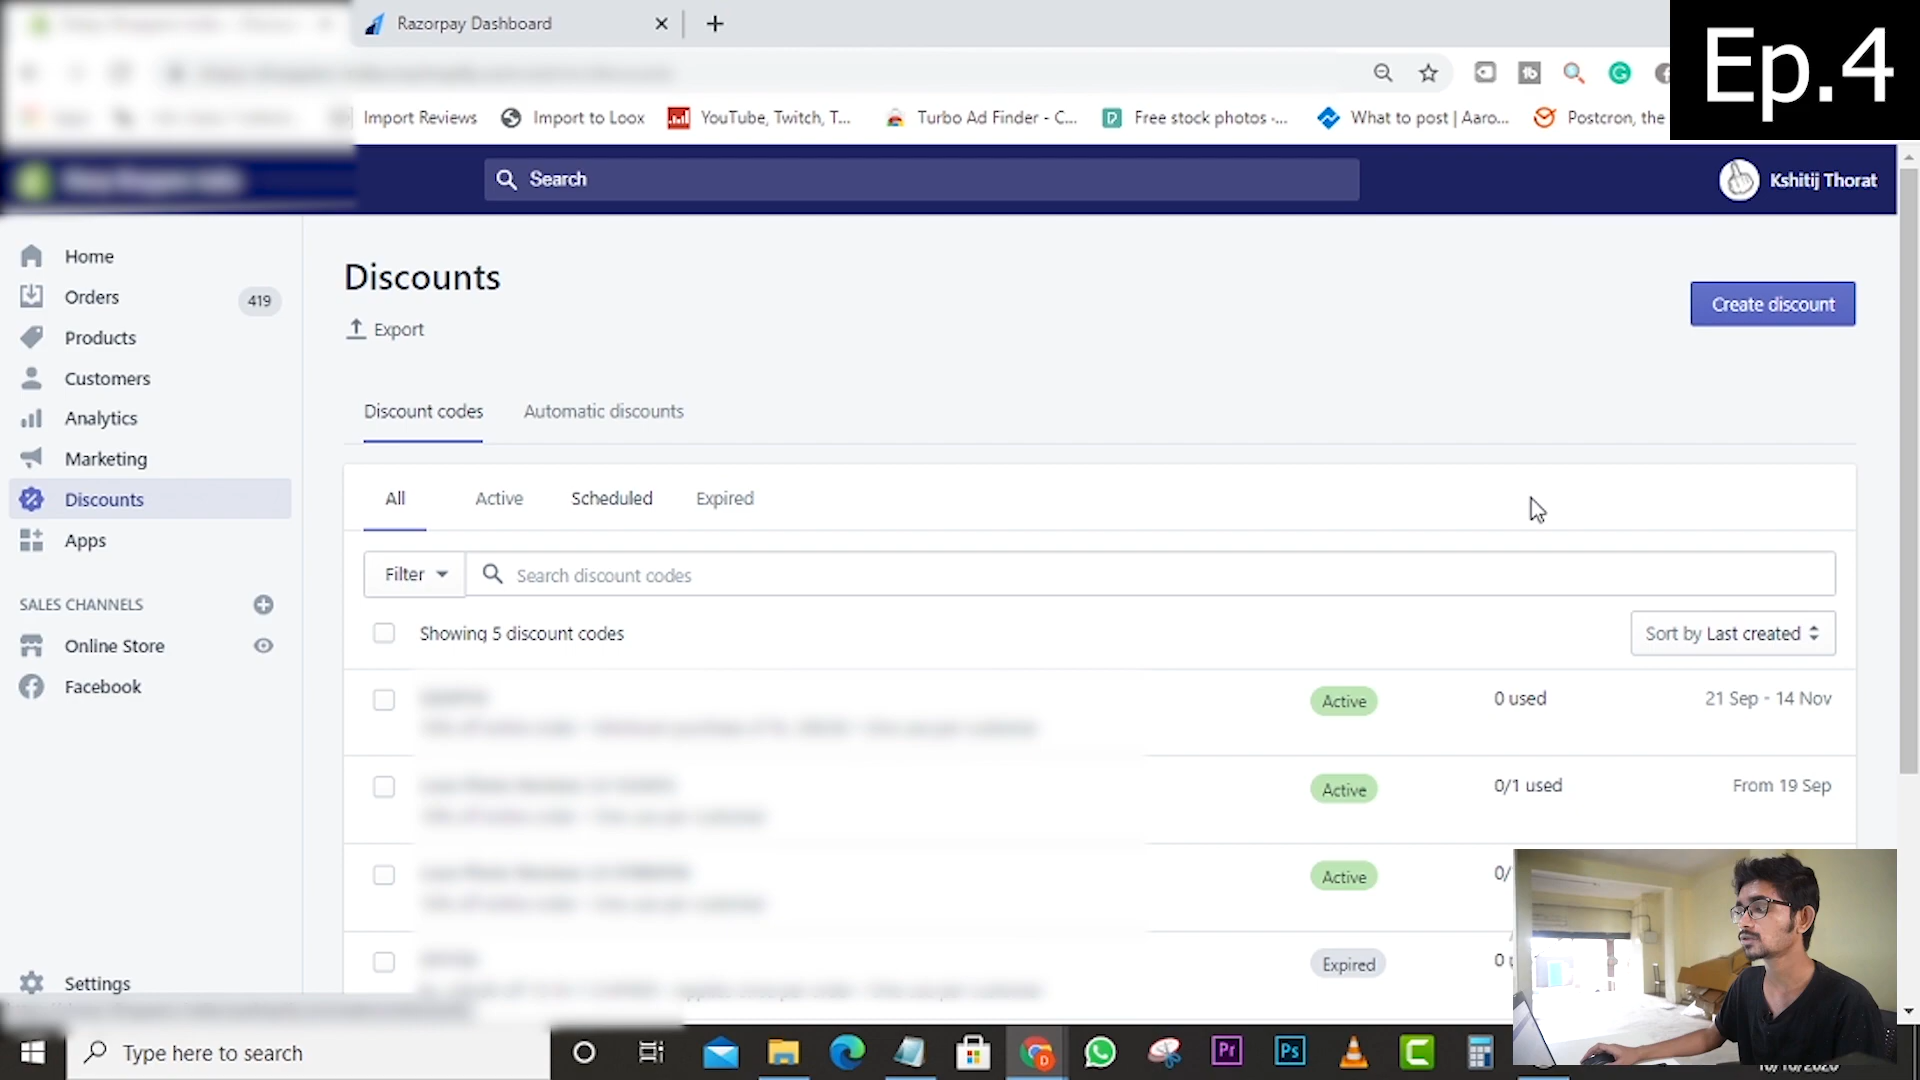 Razorpay Dashboard
Ep.4
Import Reviews
Import to Loox
YouTube, Twitch, T...
Turbo Ad Finder - C...
Free stock photos -...
What to post | Aaro...
Postcron, the
Search
Kshitij Thorat
Home
Orders
419
Products
Customers
Analytics
Marketing
Discounts
Apps
SALES CHANNELS
Online Store
Facebook
Settings
Discounts
Export
Create discount
Discount codes
Automatic discounts
All
Active
Scheduled
Expired
Filter
Search discount codes
Showing 5 discount codes
Sort by Last created
Active
0 used
21 Sep - 14 Nov
Active
0/1 used
From 19 Sep
Active
0/
Expired
0
Type here to search
Pr
Ps